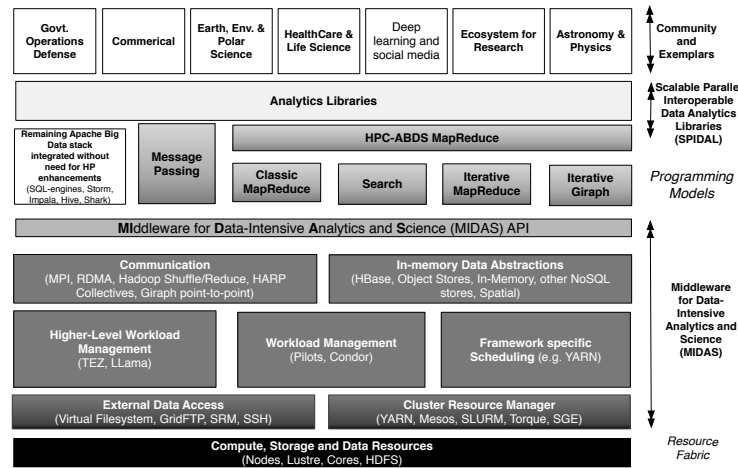 Govt.
Operations
Defense
Commerical
Earth, Env. &
Polar
Science
HealthCare &
Life Science
Deep
learning and
social media
Ecosystem for
Research
Astronomy &
Physics
Community
and
Exemplars
Analytics Libraries
Scalable Paralle
Interoperable
Data Analytics
Libraries
(SPIDAL)
Remaining Apache Big
Data stack
integrated without
need for HP
enhancements
(SQL-engines, Storm,
Impala, Hive, Shark)
Message
Passing
HPC-ABDS MapReduce
Classic
MapReduce
Search
Iterative
MapReduce
Iterative
Giraph
Programming
Models
MIddleware for Data-Intensive Analytics and Science (MIDAS) API
Communication
(MPI, RDMA, Hadoop Shuffle/Reduce, HARP
Collectives, Giraph point-to-point)
In-memory Data Abstractions
(HBase, Object Stores, In-Memory, other NoSQL
stores, Spatial)
Higher-Level Workload
Management
(TEZ, LLama)
Workload Management
(Pilots, Condor)
Framework specific
Scheduling (e.g. YARN)
Middleware
for Data-
Intensive
Analytics and
Science
(MIDAS)
External Data Access
(Virtual Filesystem, GridFTP, SRM, SSH)
Cluster Resource Manager
(YARN, Mesos, SLURM, Torque, SGE)
Compute, Storage and Data Resources
(Nodes, Lustre, Cores, HDFS)
Resource
Fabric